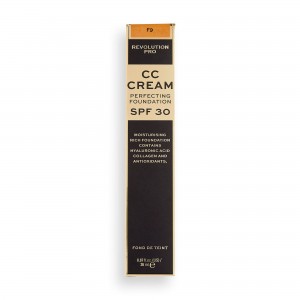 F9
REVOLUTION
PRO
CC
CREAM
PERFECTING
FOUNDATION
SPF 30
MOISTURISING
RICH FOUNDATION
CONTAINS
HYALURONIC ACID
COLLAGEN AND
ANTIOXIDANTS.
FOND DE TEINT